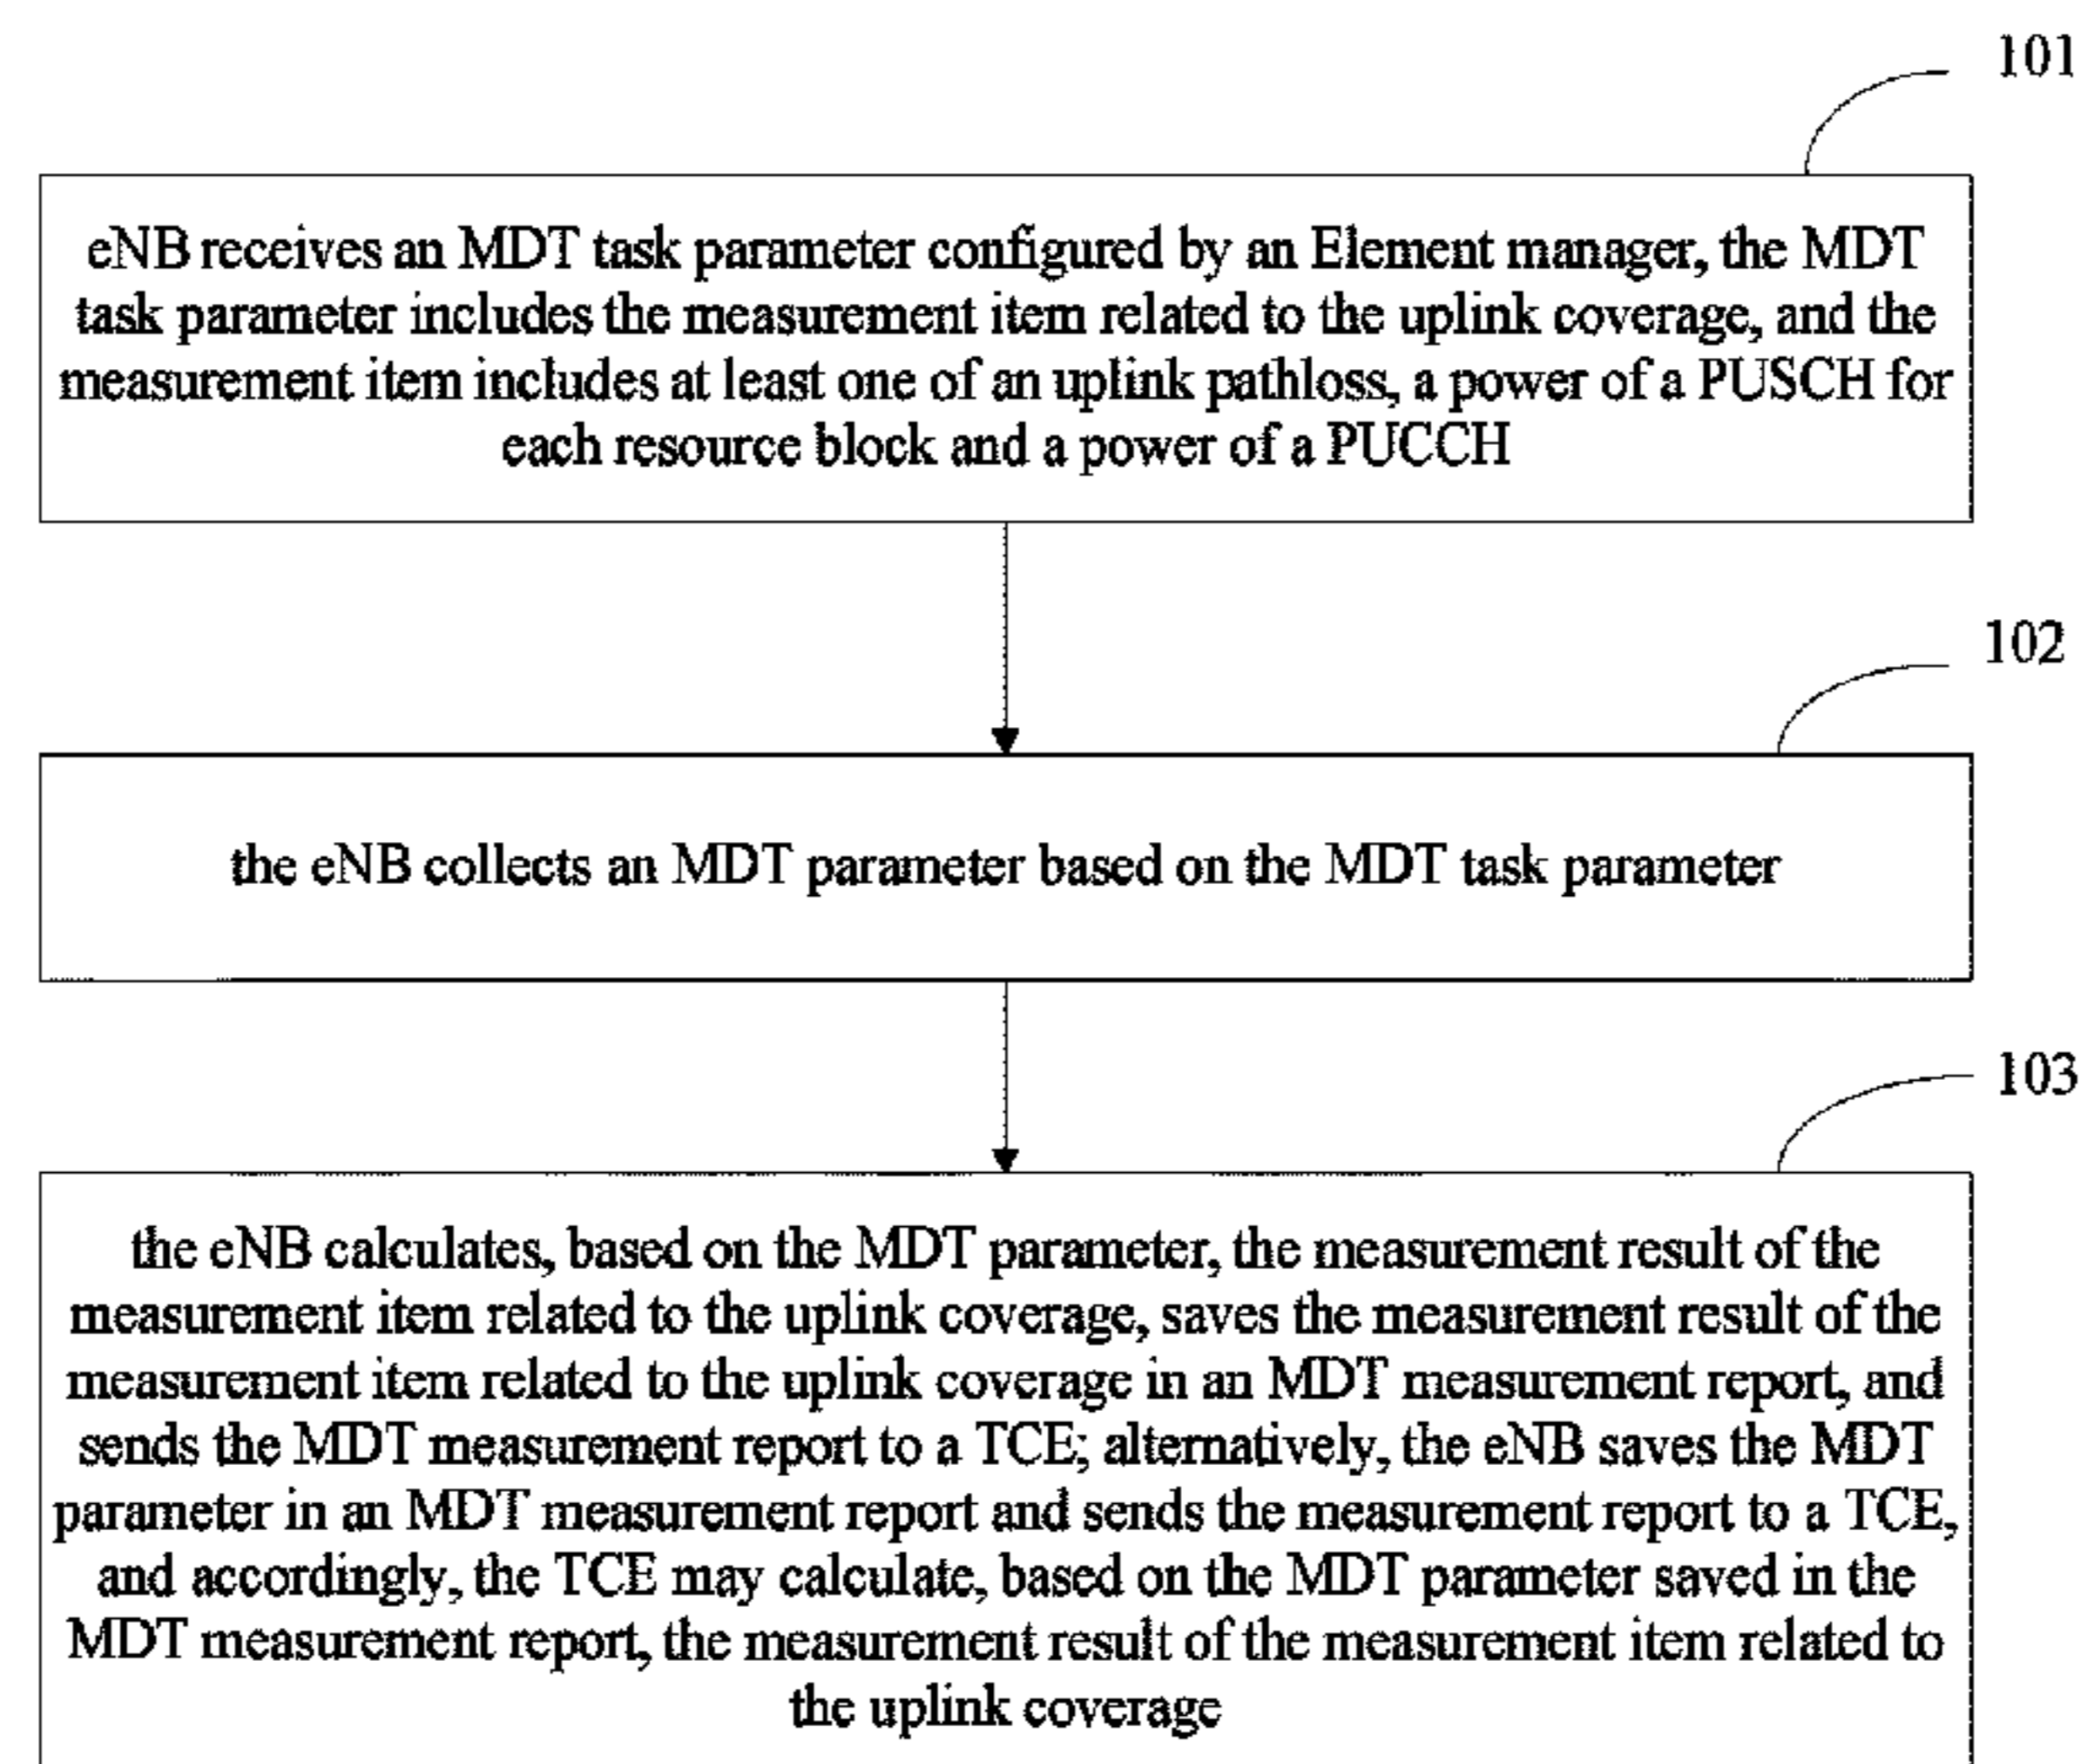 101
eNB receives an MDT task parameter configured by an Element manager, the MDT
task parameter includes the measurement item related to the uplink coverage, and the
measurement item includes at least one of an uplink pathloss, a power of a PUSCH for
each resource block and a power of a PUCCH
102
the eNB collects an MDT parameter based on the MDT task parameter
103
the eNB calculates, based on the MDT parameter, the measurement result of the
measurement item related to the uplink coverage, saves the measurement result of the
measurement item related to the uplink coverage in an MDT measurement report, and
sends the MDT measurement report to a TCE; alternatively, the eNB saves the MDT
parameter in an MDT measurement report and sends the measurement report to a TCE,
and accordingly, the TCE may calculate, based on the MDT parameter saved in the
MDT measurement report, the measurement result of the measurement item related to
the uplink coverage